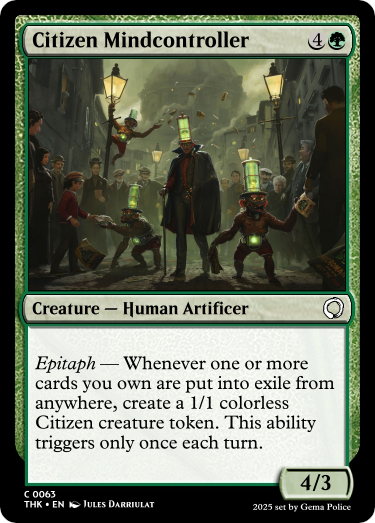 Citizen Mindcontroller 4
Creature — Human Artificer
Epitaph — Whenever one or more
cards you own are put into exile from
anywhere, create a 1/1 colorless
Citizen creature token. This ability
triggers only once each turn.
4/3
C 0063
THK • EN Jules Darriulat
2025 set by Gema Police